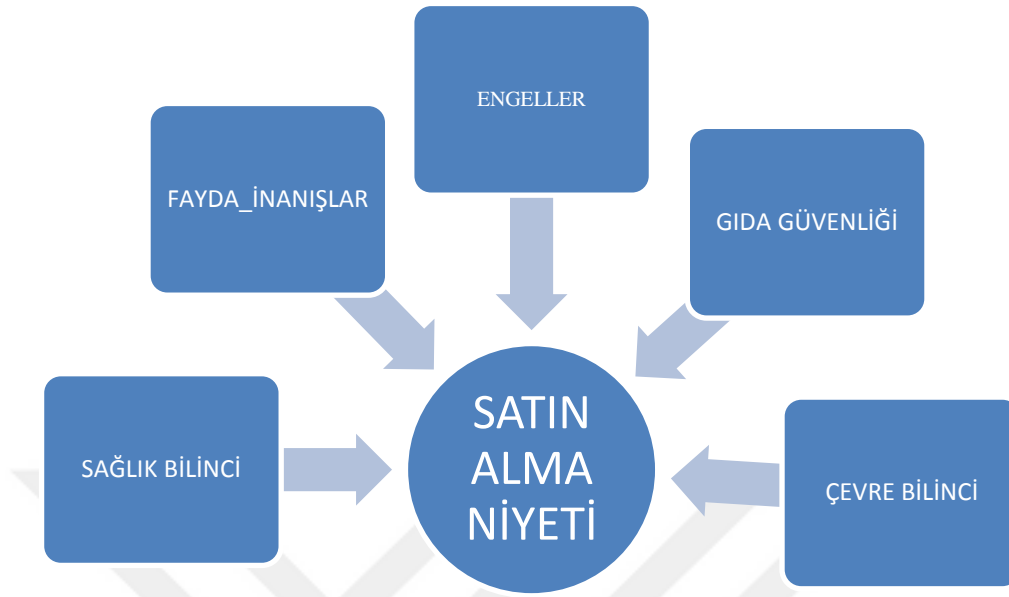 ENGELLER
FAYDA_İNANIŞLAR
GIDA GÜVENLİĞİ
SAĞLIK BİLİNCİ
SATIN
ALMA
NİYETİ
ÇEVRE BİLİNCİ